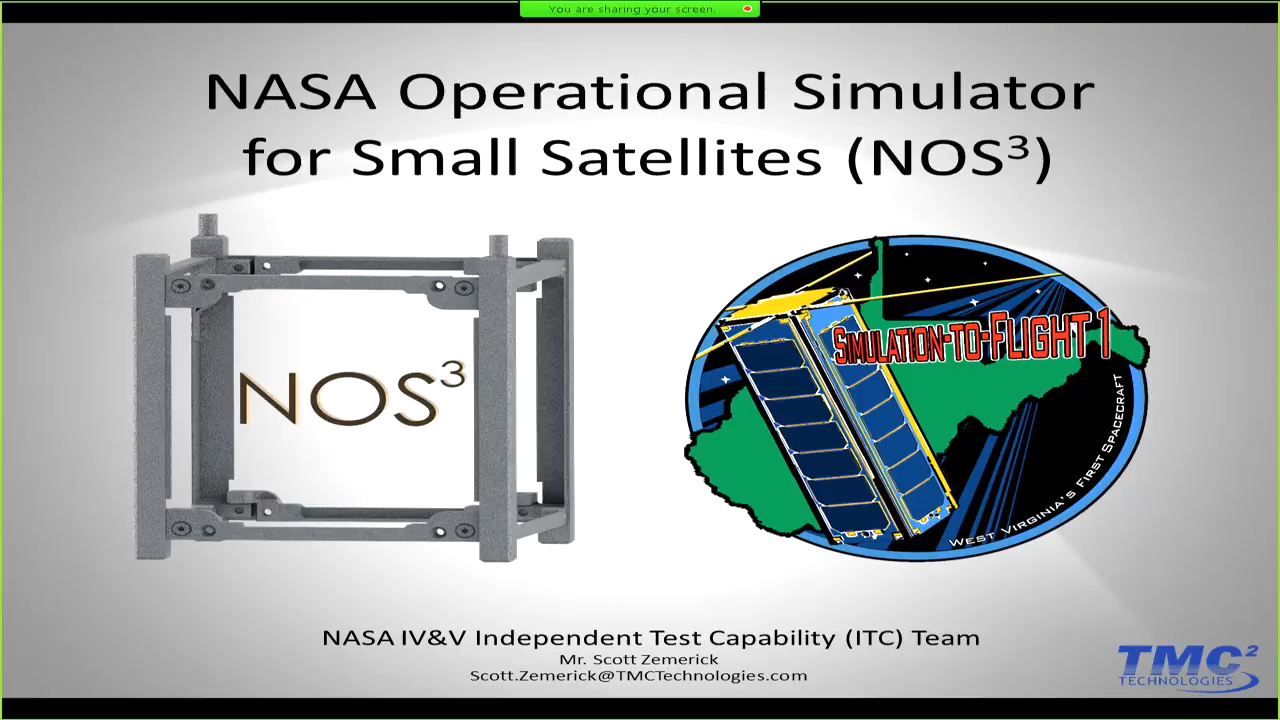 You are sharing your screen.
NASA Operational Simulator
for Small Satellites (NOS³)
NOS³
SIMULATION-TO-FLIGHT 1
WEST VIRGINIA'S FIRST SPACECRAFT
NASA IV&V Independent Test Capability (ITC) Team
Mr. Scott Zemerick
Scott.Zemerick@TMCTechnologies.com
TMC²
TECHNOLOGIES